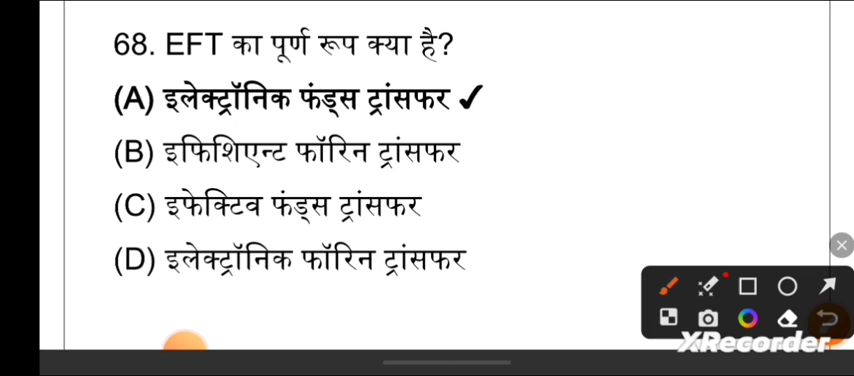 68. EFT का पूर्ण रूप क्या है?
(A) इलेक्ट्रॉनिक फंड्स ट्रांसफर ✓
(B) इफिशिएन्ट फॉरिन ट्रांसफर
(C) इफेक्टिव फंड्स ट्रांसफर
(D) इलेक्ट्रॉनिक फॉरिन ट्रांसफर
XRecorder